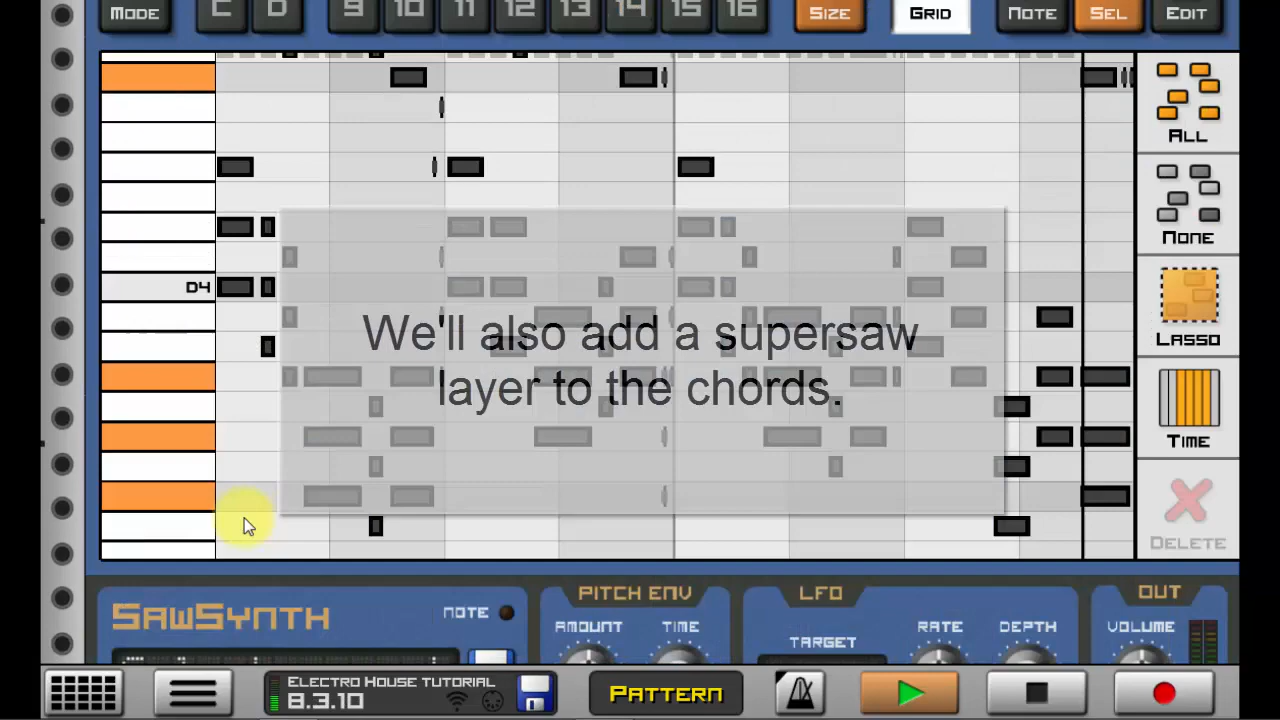 MODE C D 9 10 11 12 13 14 15 16 SIZE GRID NOTE SEL EDIT
ALL
NONE
D4
We'll also add a supersaw
layer to the chords.
LASSO
TIME
DELETE
SAWSYNTH NOTE PITCH ENV LFO OUT
AMOUNT TIME TARGET RATE DEPTH VOLUME
ELECTRO HOUSE TUTORIAL
8.3.10
PATTERN